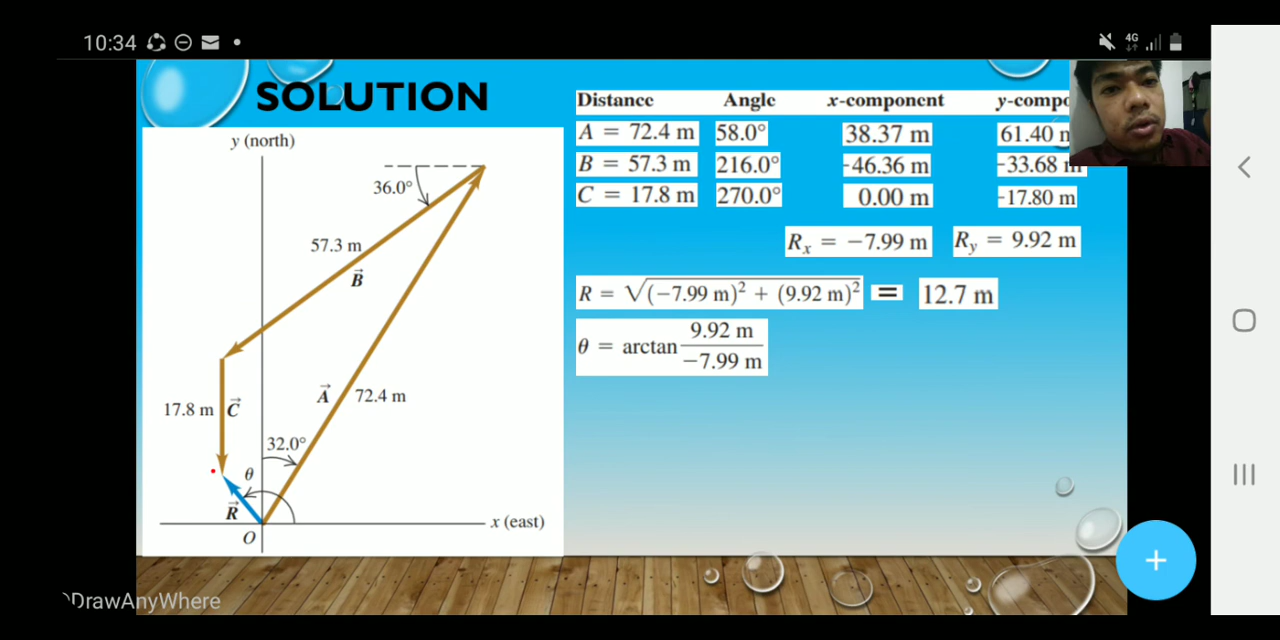 10:34
4G
SOLUTION
Distance Angle x-component
A = 72.4 m 58.0° 38.37 m 61.40
B = 57.3 m 216.0° -46.36 m -33.68 m
C = 17.8 m 270.0° 0.00 m -17.80 m
Rx = −7.99 m Ry = 9.92 m
R = √(−7.99 m)² + (9.92 m)² = 12.7 m
θ = arctan 9.92 m
−7.99 m
y (north)
36.0°
57.3 m
B
17.8 m C A 72.4 m
32.0°
θ
R
x (east)
O
DrawAnyWhere